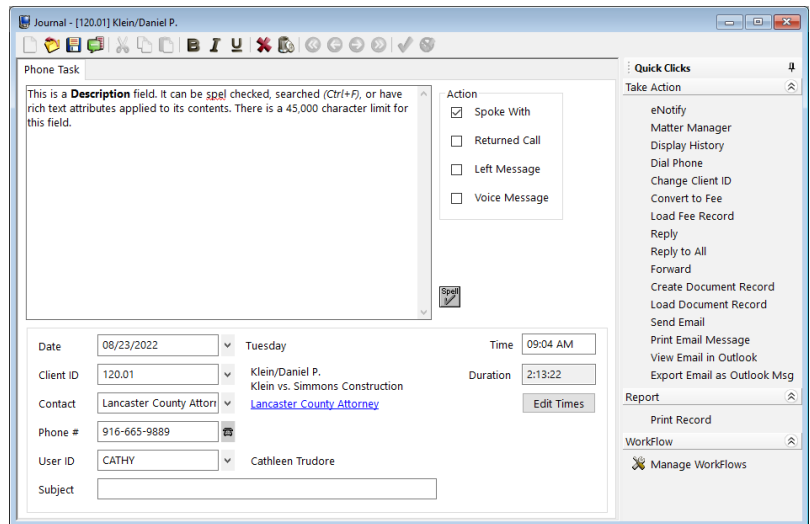 Journal - [120.01] Klein/Daniel P.
B I U
Phone Task
This is a Description field. It can be spel checked, searched (Ctrl+F), or have
rich text attributes applied to its contents. There is a 45,000 character limit for
this field.
Action
Spoke With
Returned Call
Left Message
Voice Message
Spell
Date 08/23/2022 Tuesday Time 09:04 AM
Client ID 120.01 Klein/Daniel P. Duration 2:13:22
Klein vs. Simmons Construction
Contact Lancaster County Attorr Lancaster County Attorney Edit Times
Phone # 916-665-9889
User ID CATHY Cathleen Trudore
Subject
Quick Clicks
Take Action
eNotify
Matter Manager
Display History
Dial Phone
Change Client ID
Convert to Fee
Load Fee Record
Reply
Reply to All
Forward
Create Document Record
Load Document Record
Send Email
Print Email Message
View Email in Outlook
Export Email as Outlook Msg
Report
Print Record
WorkFlow
Manage WorkFlows